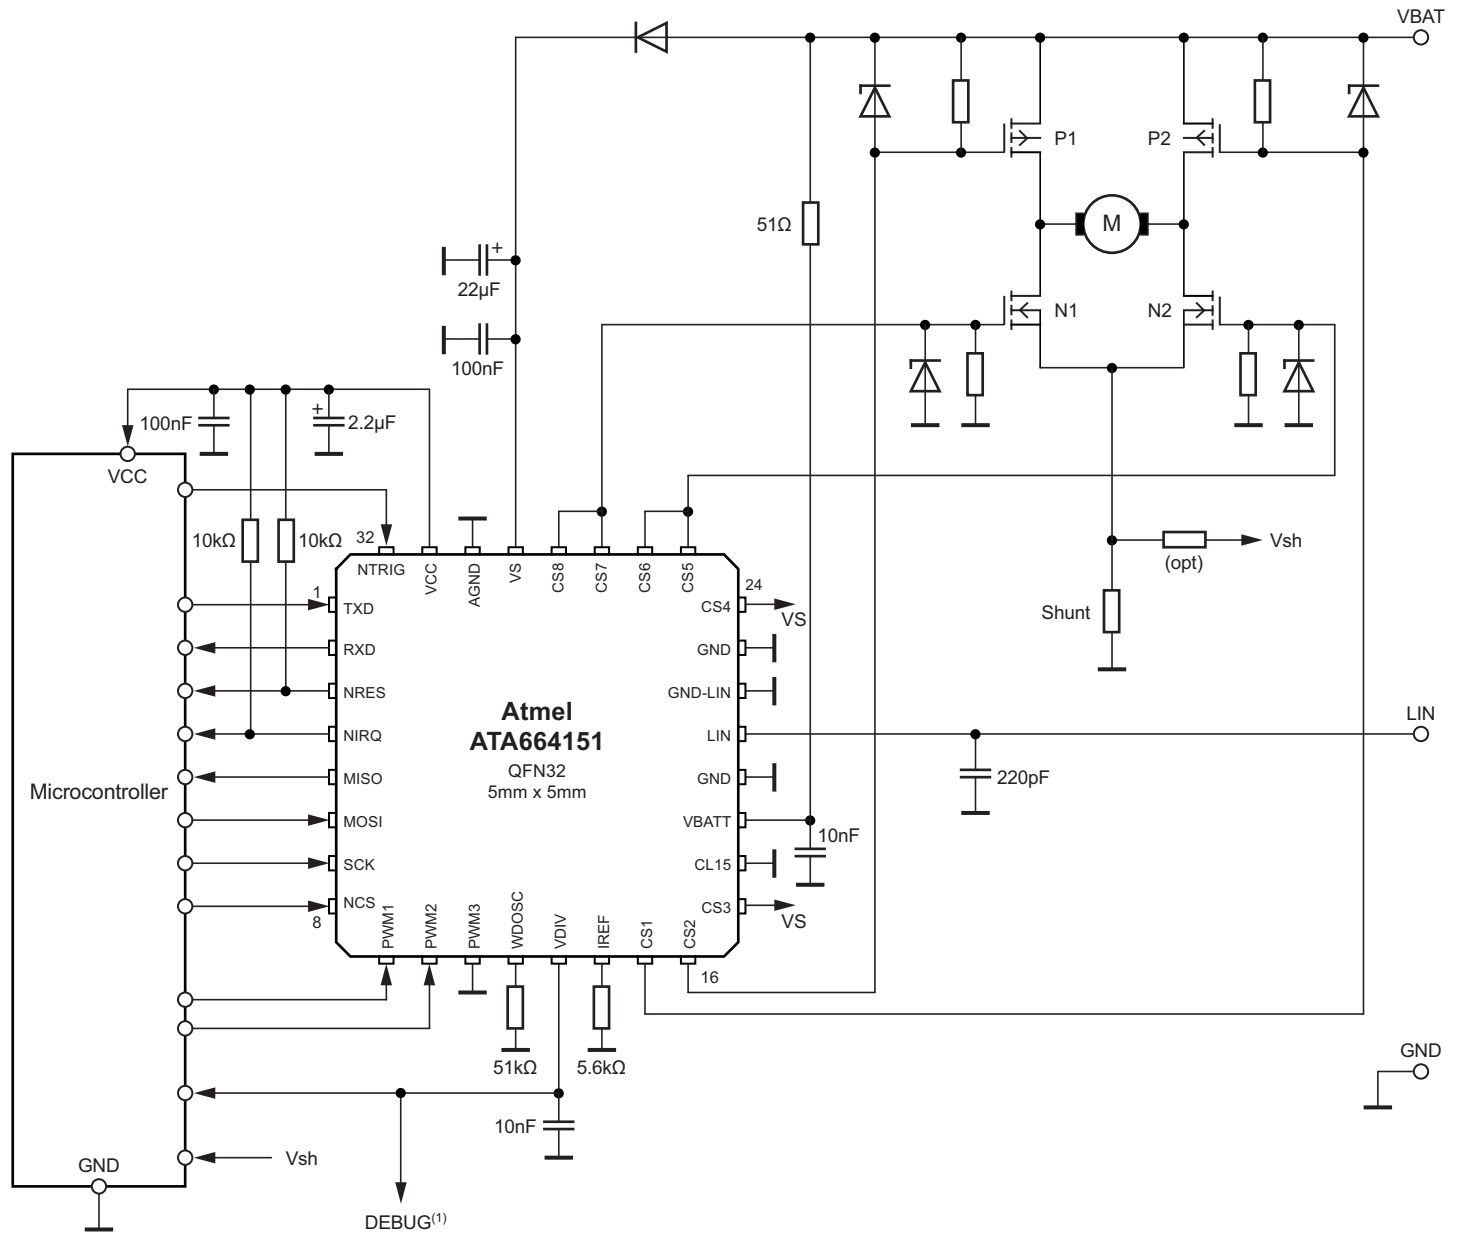 VBAT
P1
P2
51Ω
M
+
22µF
N1
N2
100nF
100nF
+
2.2µF
VCC
10kΩ
10kΩ
32
NTRIG
VCC
AGND
VS
CS8
CS7
CS6
CS5
Vsh
(opt)
Shunt
1
TXD
RXD
NRES
NIRQ
MISO
MOSI
SCK
NCS
8
24
CS4
VS
GND
GND-LIN
LIN
GND
VBATT
CL15
CS3
VS
LIN
220pF
10nF
Atmel
ATA664151
QFN32
5mm x 5mm
Microcontroller
PWM1
PWM2
PWM3
WDOSC
VDIV
IREF
CS1
CS2
16
51kΩ
5.6kΩ
GND
10nF
Vsh
GND
DEBUG(1)